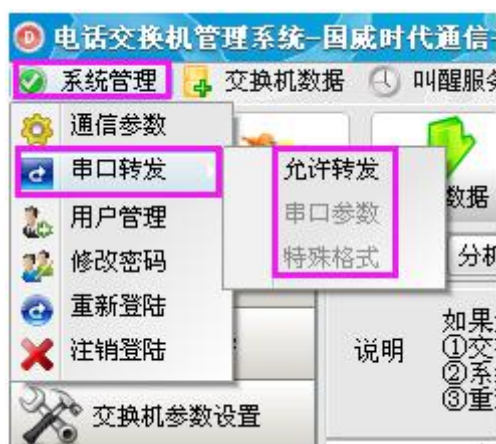 电话交换机管理系统-国威时代通信
系统管理 交换机数据 叫醒服务
通信参数
串口转发 允许转发
数据
用户管理 串口参数
修改密码 特殊格式 分析
重新登陆
如果
注销登陆 说明 ①交
②系
③重
交换机参数设置